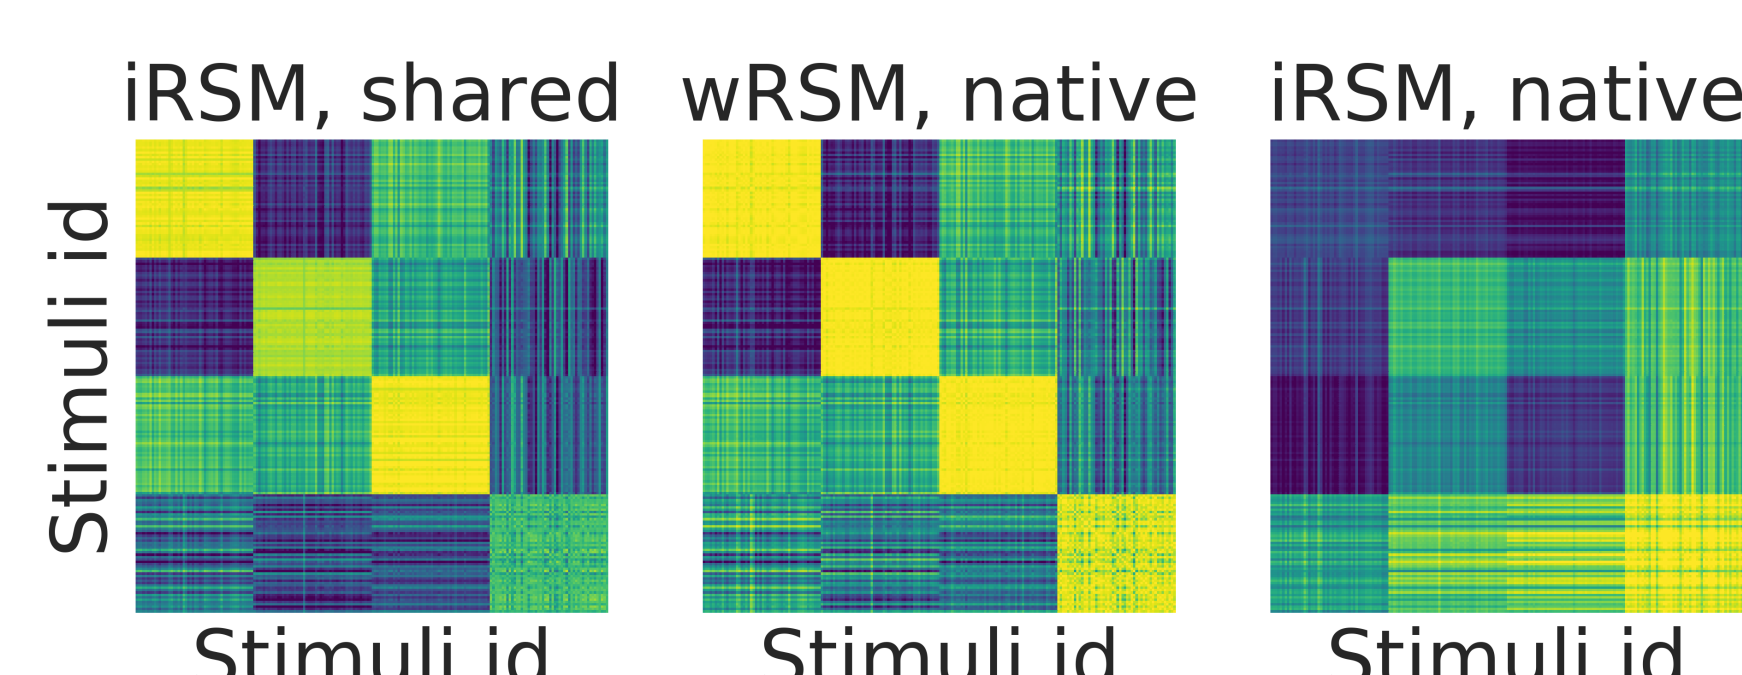 iRSM, shared
wRSM, native
iRSM, native
Stimuli id
Stimuli id
Stimuli id
Stimuli id